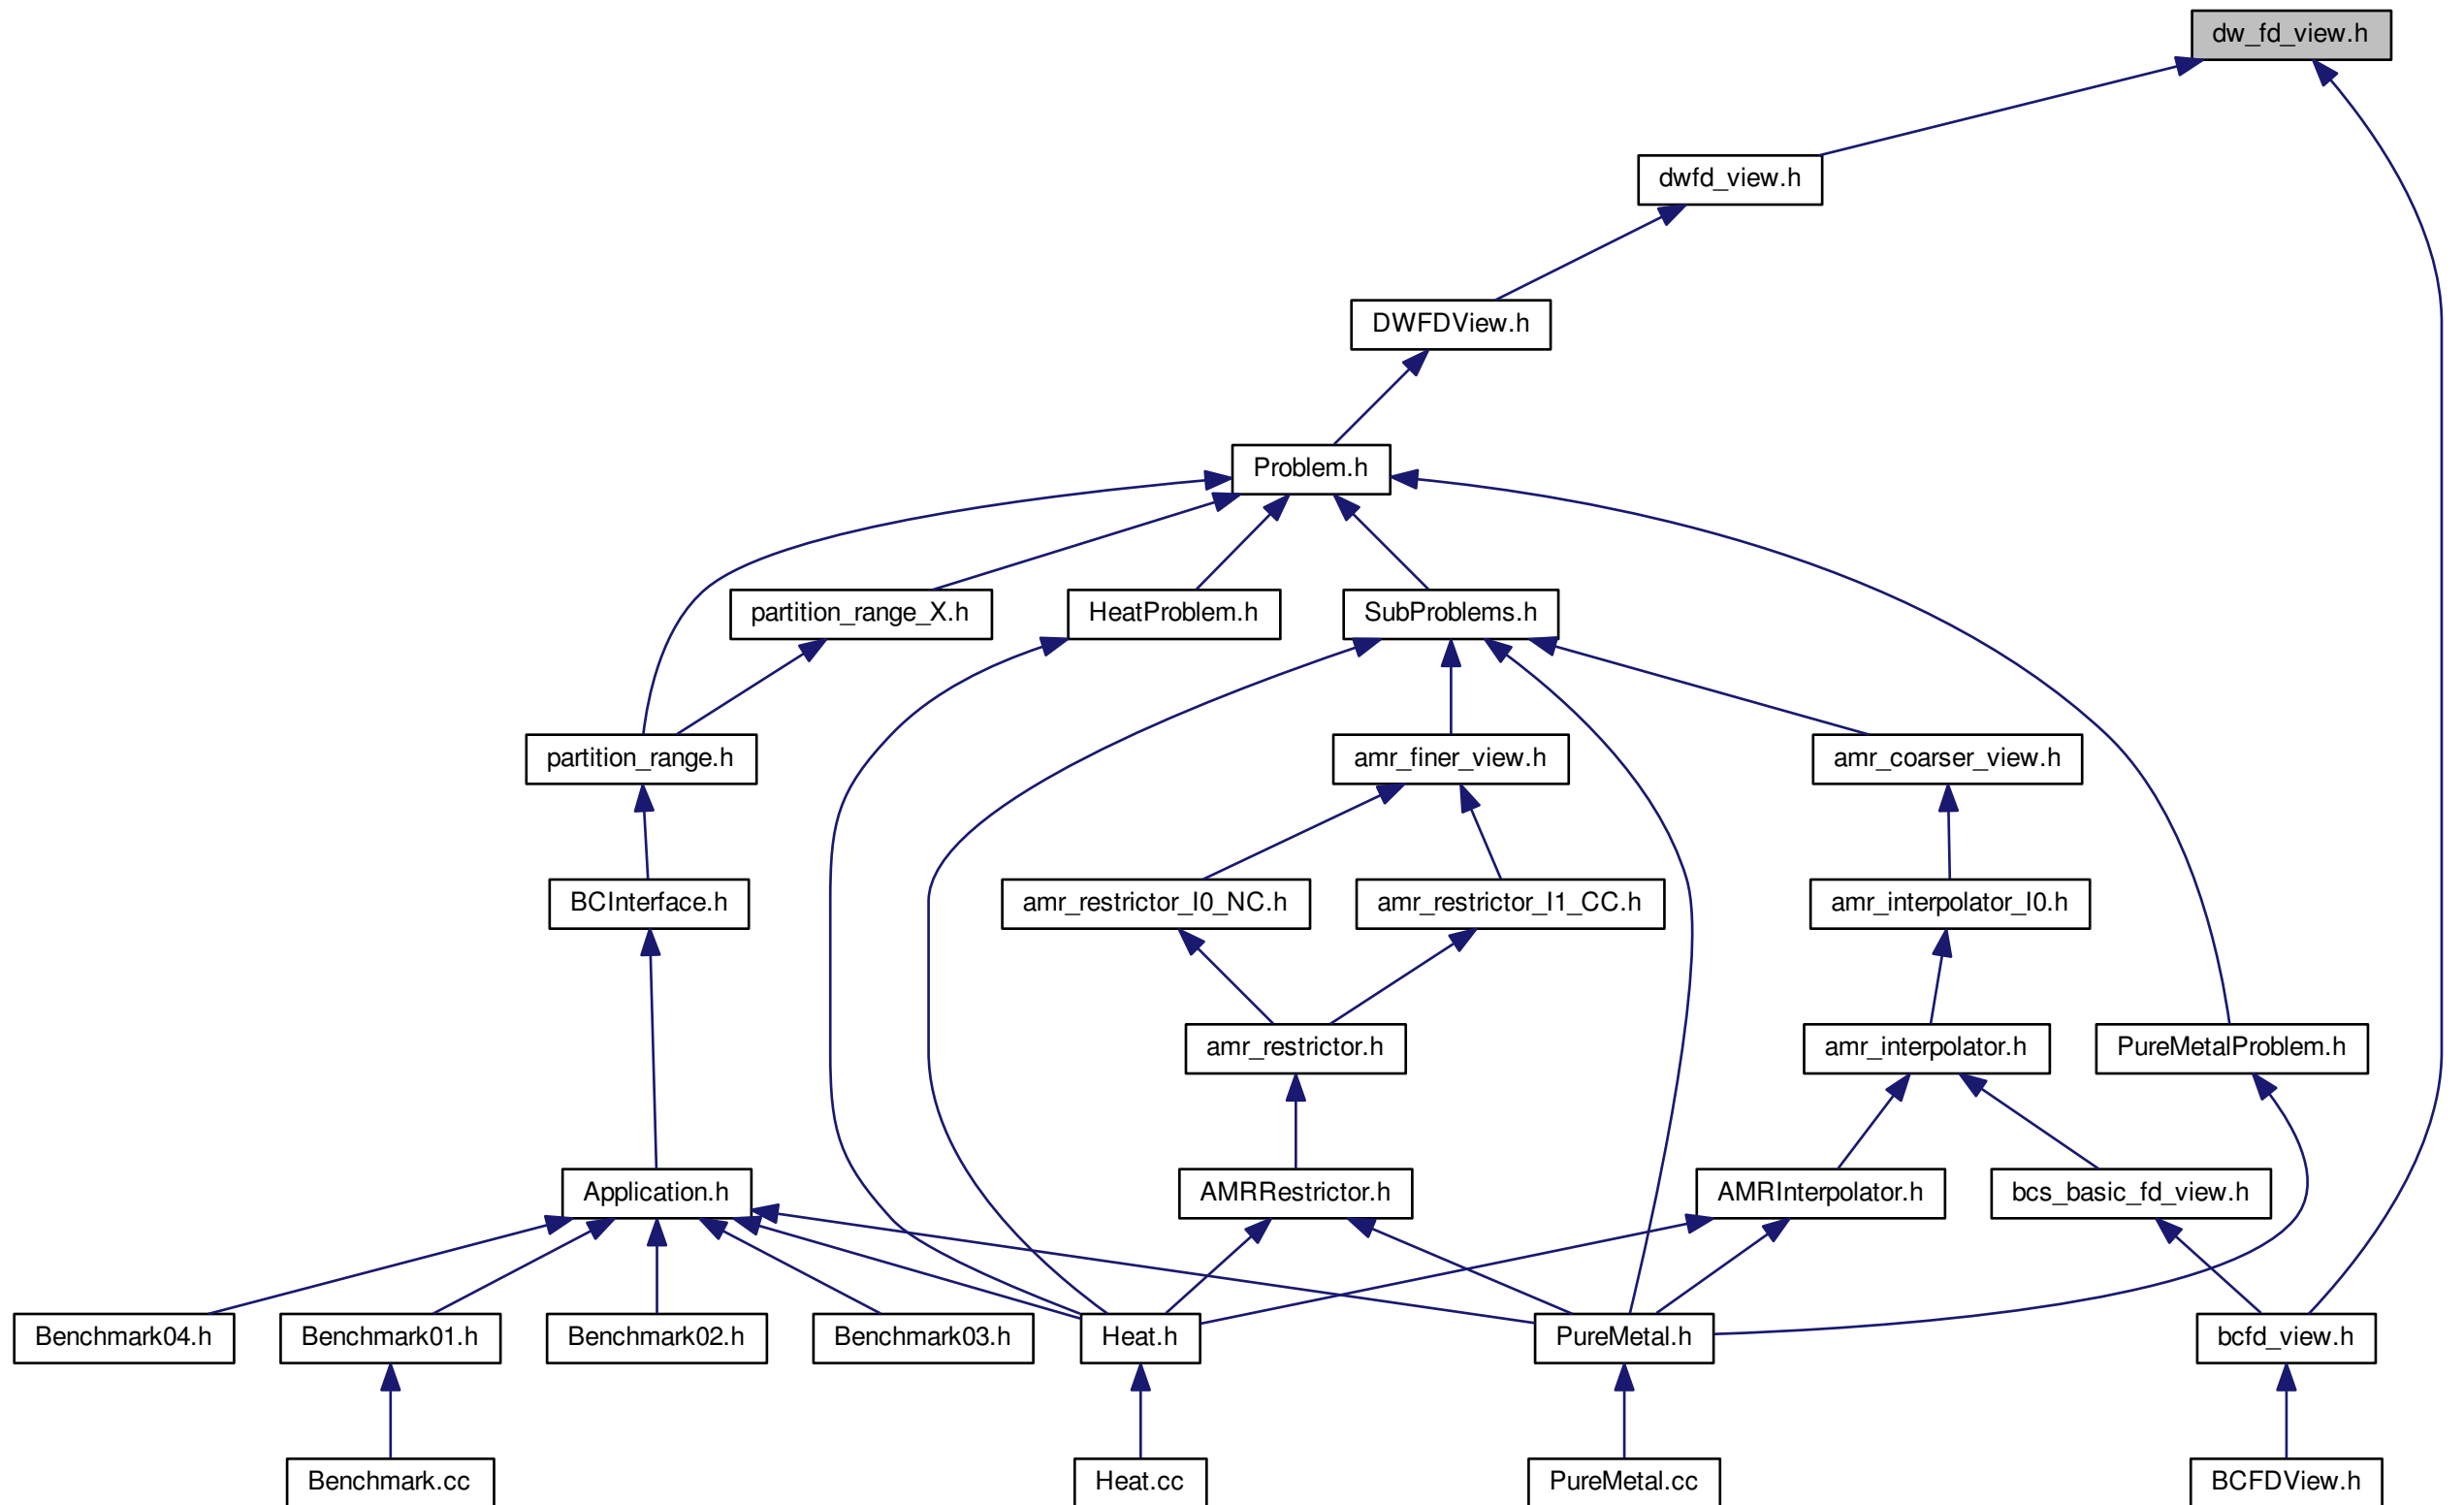 dw_fd_view.h
dwfd_view.h
DWFDView.h
Problem.h
partition_range_X.h
HeatProblem.h
SubProblems.h
partition_range.h
amr_finer_view.h
amr_coarser_view.h
BCInterface.h
amr_restrictor_I0_NC.h
amr_restrictor_I1_CC.h
amr_interpolator_I0.h
amr_restrictor.h
amr_interpolator.h
PureMetalProblem.h
Application.h
AMRRestrictor.h
AMRInterpolator.h
bcs_basic_fd_view.h
Benchmark04.h
Benchmark01.h
Benchmark02.h
Benchmark03.h
Heat.h
PureMetal.h
bcfd_view.h
Benchmark.cc
Heat.cc
PureMetal.cc
BCFDView.h